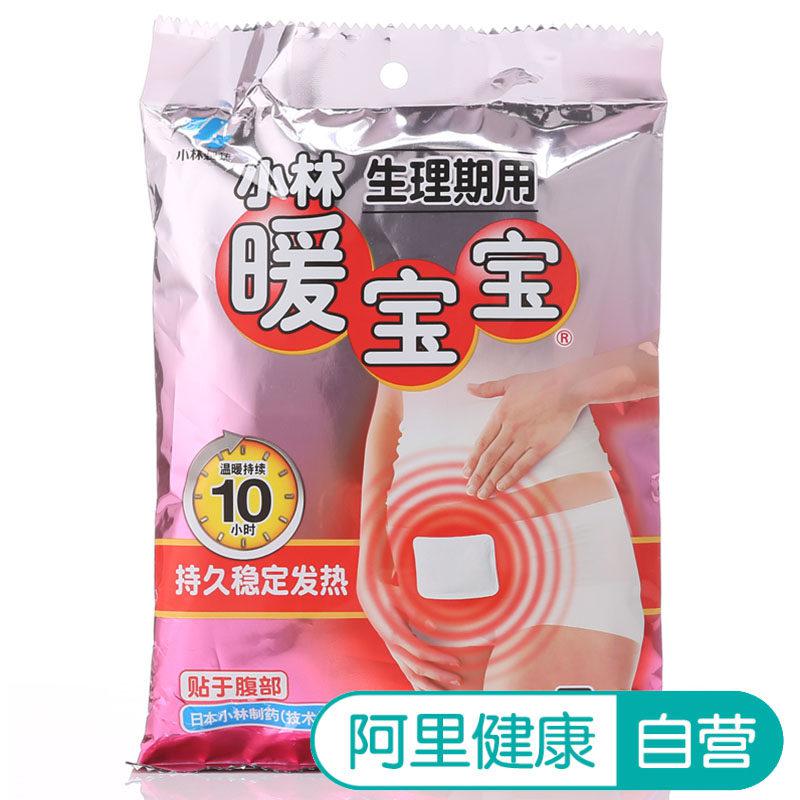 小林
小林 生理期用
暖宝宝®
温暖持续
10
小时
持久稳定发热
贴于腹部
日本小林制药(技术
阿里健康 自营